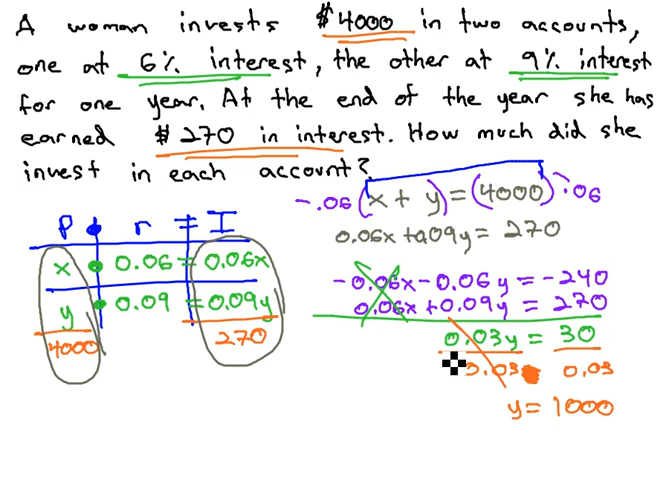 A woman invests $4000 in two accounts,
one at 6% interest, the other at 9% interest
for one year. At the end of the year she has
earned $270 in interest. How much did she
invest in each account?
-.06(x + y) = (4000)-.06
0.06x + 0.09y = 270
P • r = I
x • 0.06 = 0.06x
y • 0.09 = 0.09y
4000 270
-0.06x - 0.06y = -240
0.06x + 0.09y = 270
0.03y = 30
0.03 0.03
y = 1000